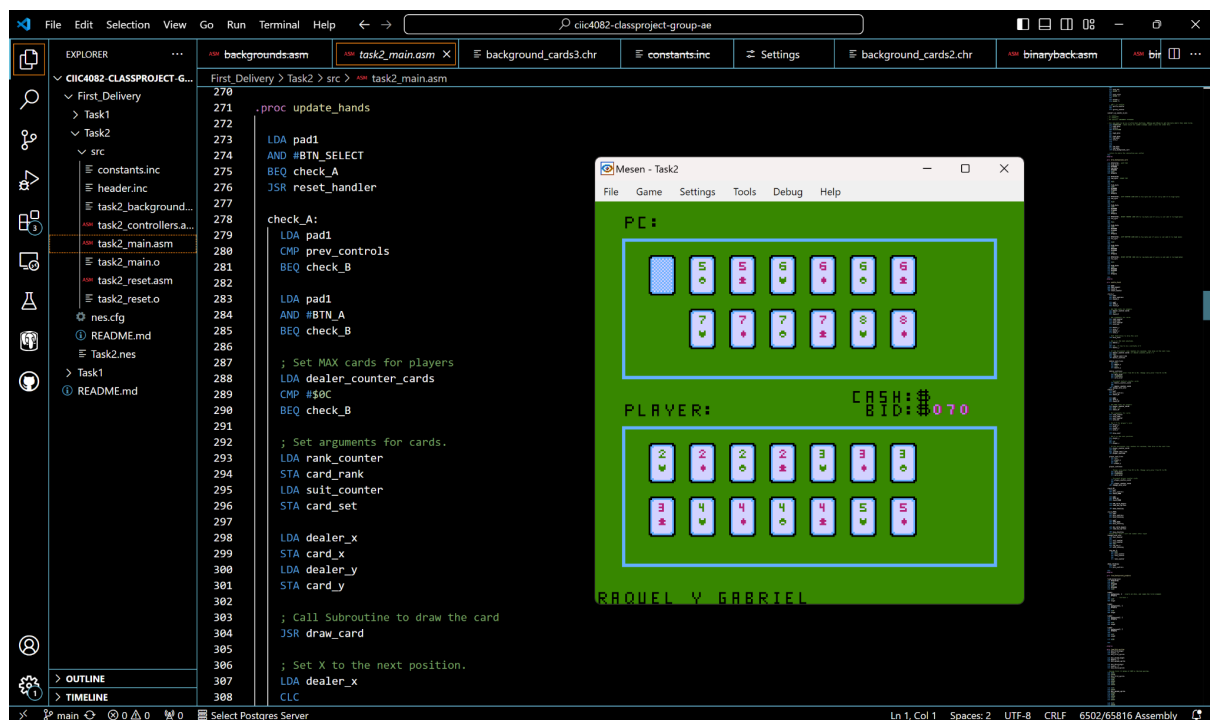 File Edit Selection View Go Run Terminal Help ciic4082-classproject-group-ae
EXPLORER
backgrounds.asm task2_main.asm background_cards3.chr constants.inc Settings background_cards2.chr binaryback.asm
CIIC4082-CLASSPROJECT-G...
First_Delivery
Task1
Task2
src
constants.inc
header.inc
task2_background...
task2_controllers.a...
task2_main.asm
task2_main.o
task2_reset.asm
task2_reset.o
nes.cfg
README.md
Task2.nes
Task1
README.md
OUTLINE
TIMELINE
First_Delivery > Task2 > src > ASM task2_main.asm
270
271 .proc update_hands
272
273 LDA pad1
274 AND #BTN_SELECT
275 BEQ check_A
276 JSR reset_handler
277
278 check_A:
279 LDA pad1
280 CMP prev_controls
281 BEQ check_B
282
283 LDA pad1
284 AND #BTN_A
285 BEQ check_B
286
287 ; Set MAX cards for players
288 LDA dealer_counter_cards
289 CMP #$0C
290 BEQ check_B
291
292 ; Set arguments for cards.
293 LDA rank_counter
294 STA card_rank
295 LDA suit_counter
296 STA card_set
297
298 LDA dealer_x
299 STA card_x
300 LDA dealer_y
301 STA card_y
302
303 ; Call Subroutine to draw the card
304 JSR draw_card
305
306 ; Set X to the next position.
307 LDA dealer_x
308 CLC
Mesen - Task2
File Game Settings Tools Debug Help
PC:
5 5 6 6 6 6
7 7 7 7 8 8
CASH:$
PLAYER: BID:$070
2 2 2 2 3 3 3
3 4 4 4 4 5 5
RAQUEL Y GABRIEL
main 0 0 0 Select Postgres Server Ln 1, Col 1 Spaces: 2 UTF-8 CRLF 6502/65816 Assembly